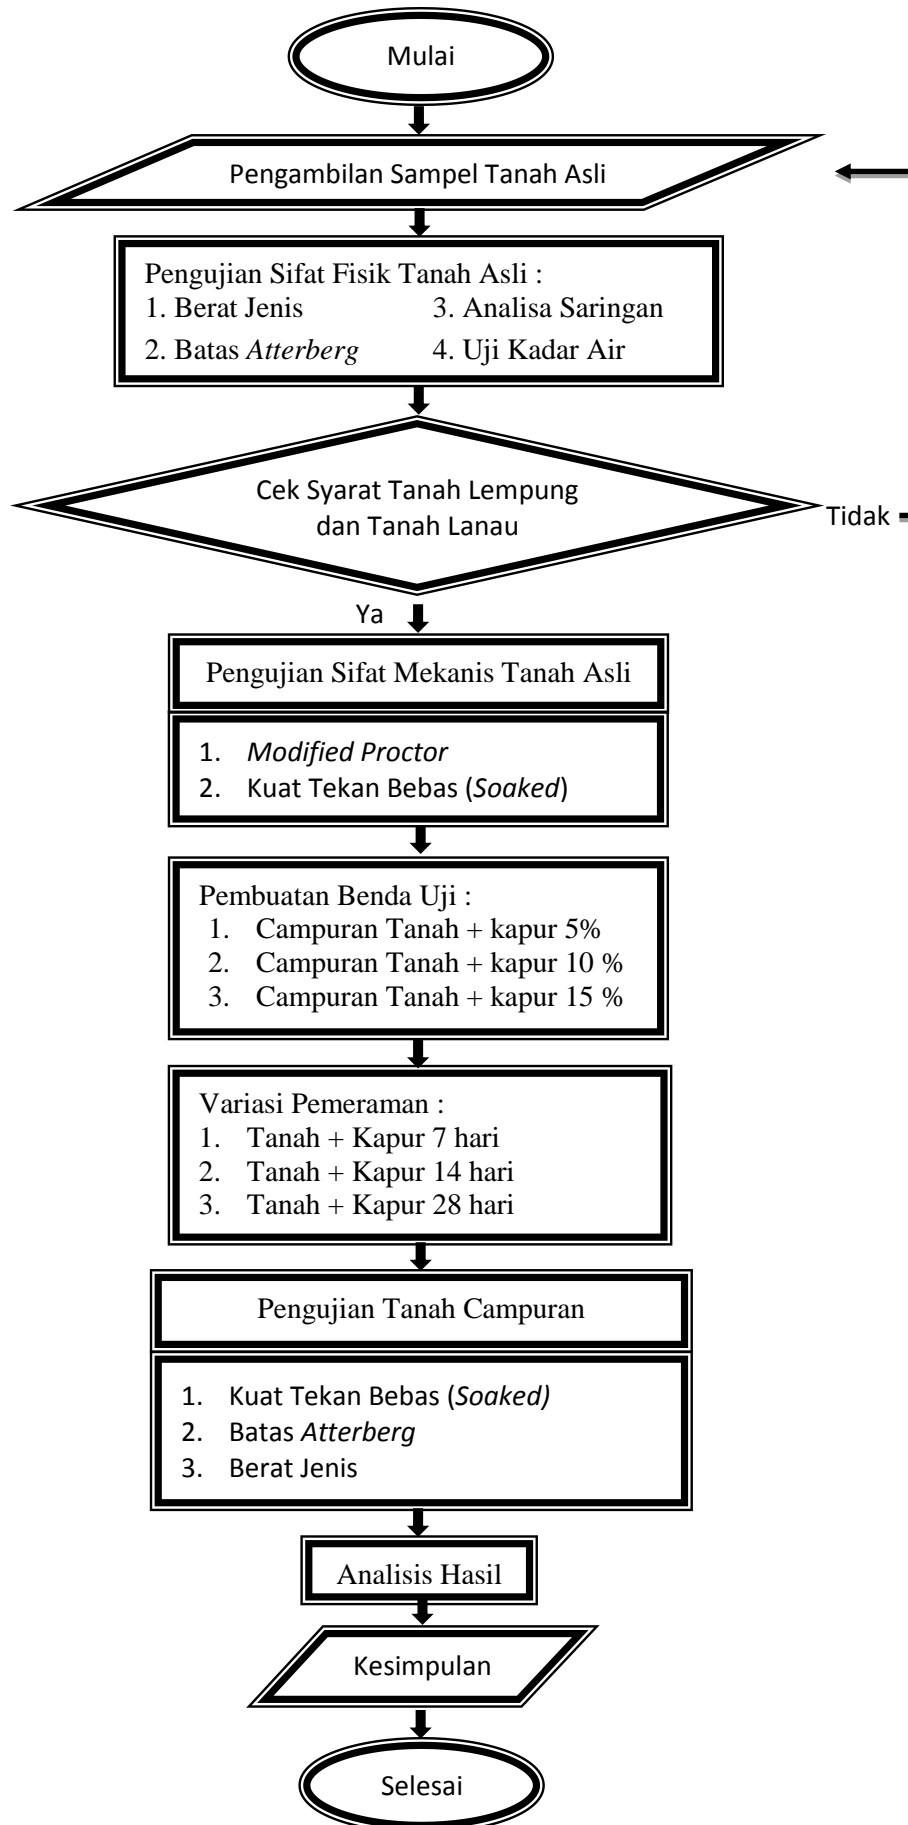 Mulai
Pengambilan Sampel Tanah Asli
Pengujian Sifat Fisik Tanah Asli :
1. Berat Jenis 3. Analisa Saringan
2. Batas Atterberg 4. Uji Kadar Air
Cek Syarat Tanah Lempung
dan Tanah Lanau
Tidak
Ya
Pengujian Sifat Mekanis Tanah Asli
1. Modified Proctor
2. Kuat Tekan Bebas (Soaked)
Pembuatan Benda Uji :
1. Campuran Tanah + kapur 5%
2. Campuran Tanah + kapur 10 %
3. Campuran Tanah + kapur 15 %
Variasi Pemeraman :
1. Tanah + Kapur 7 hari
2. Tanah + Kapur 14 hari
3. Tanah + Kapur 28 hari
Pengujian Tanah Campuran
1. Kuat Tekan Bebas (Soaked)
2. Batas Atterberg
3. Berat Jenis
Analisis Hasil
Kesimpulan
Selesai